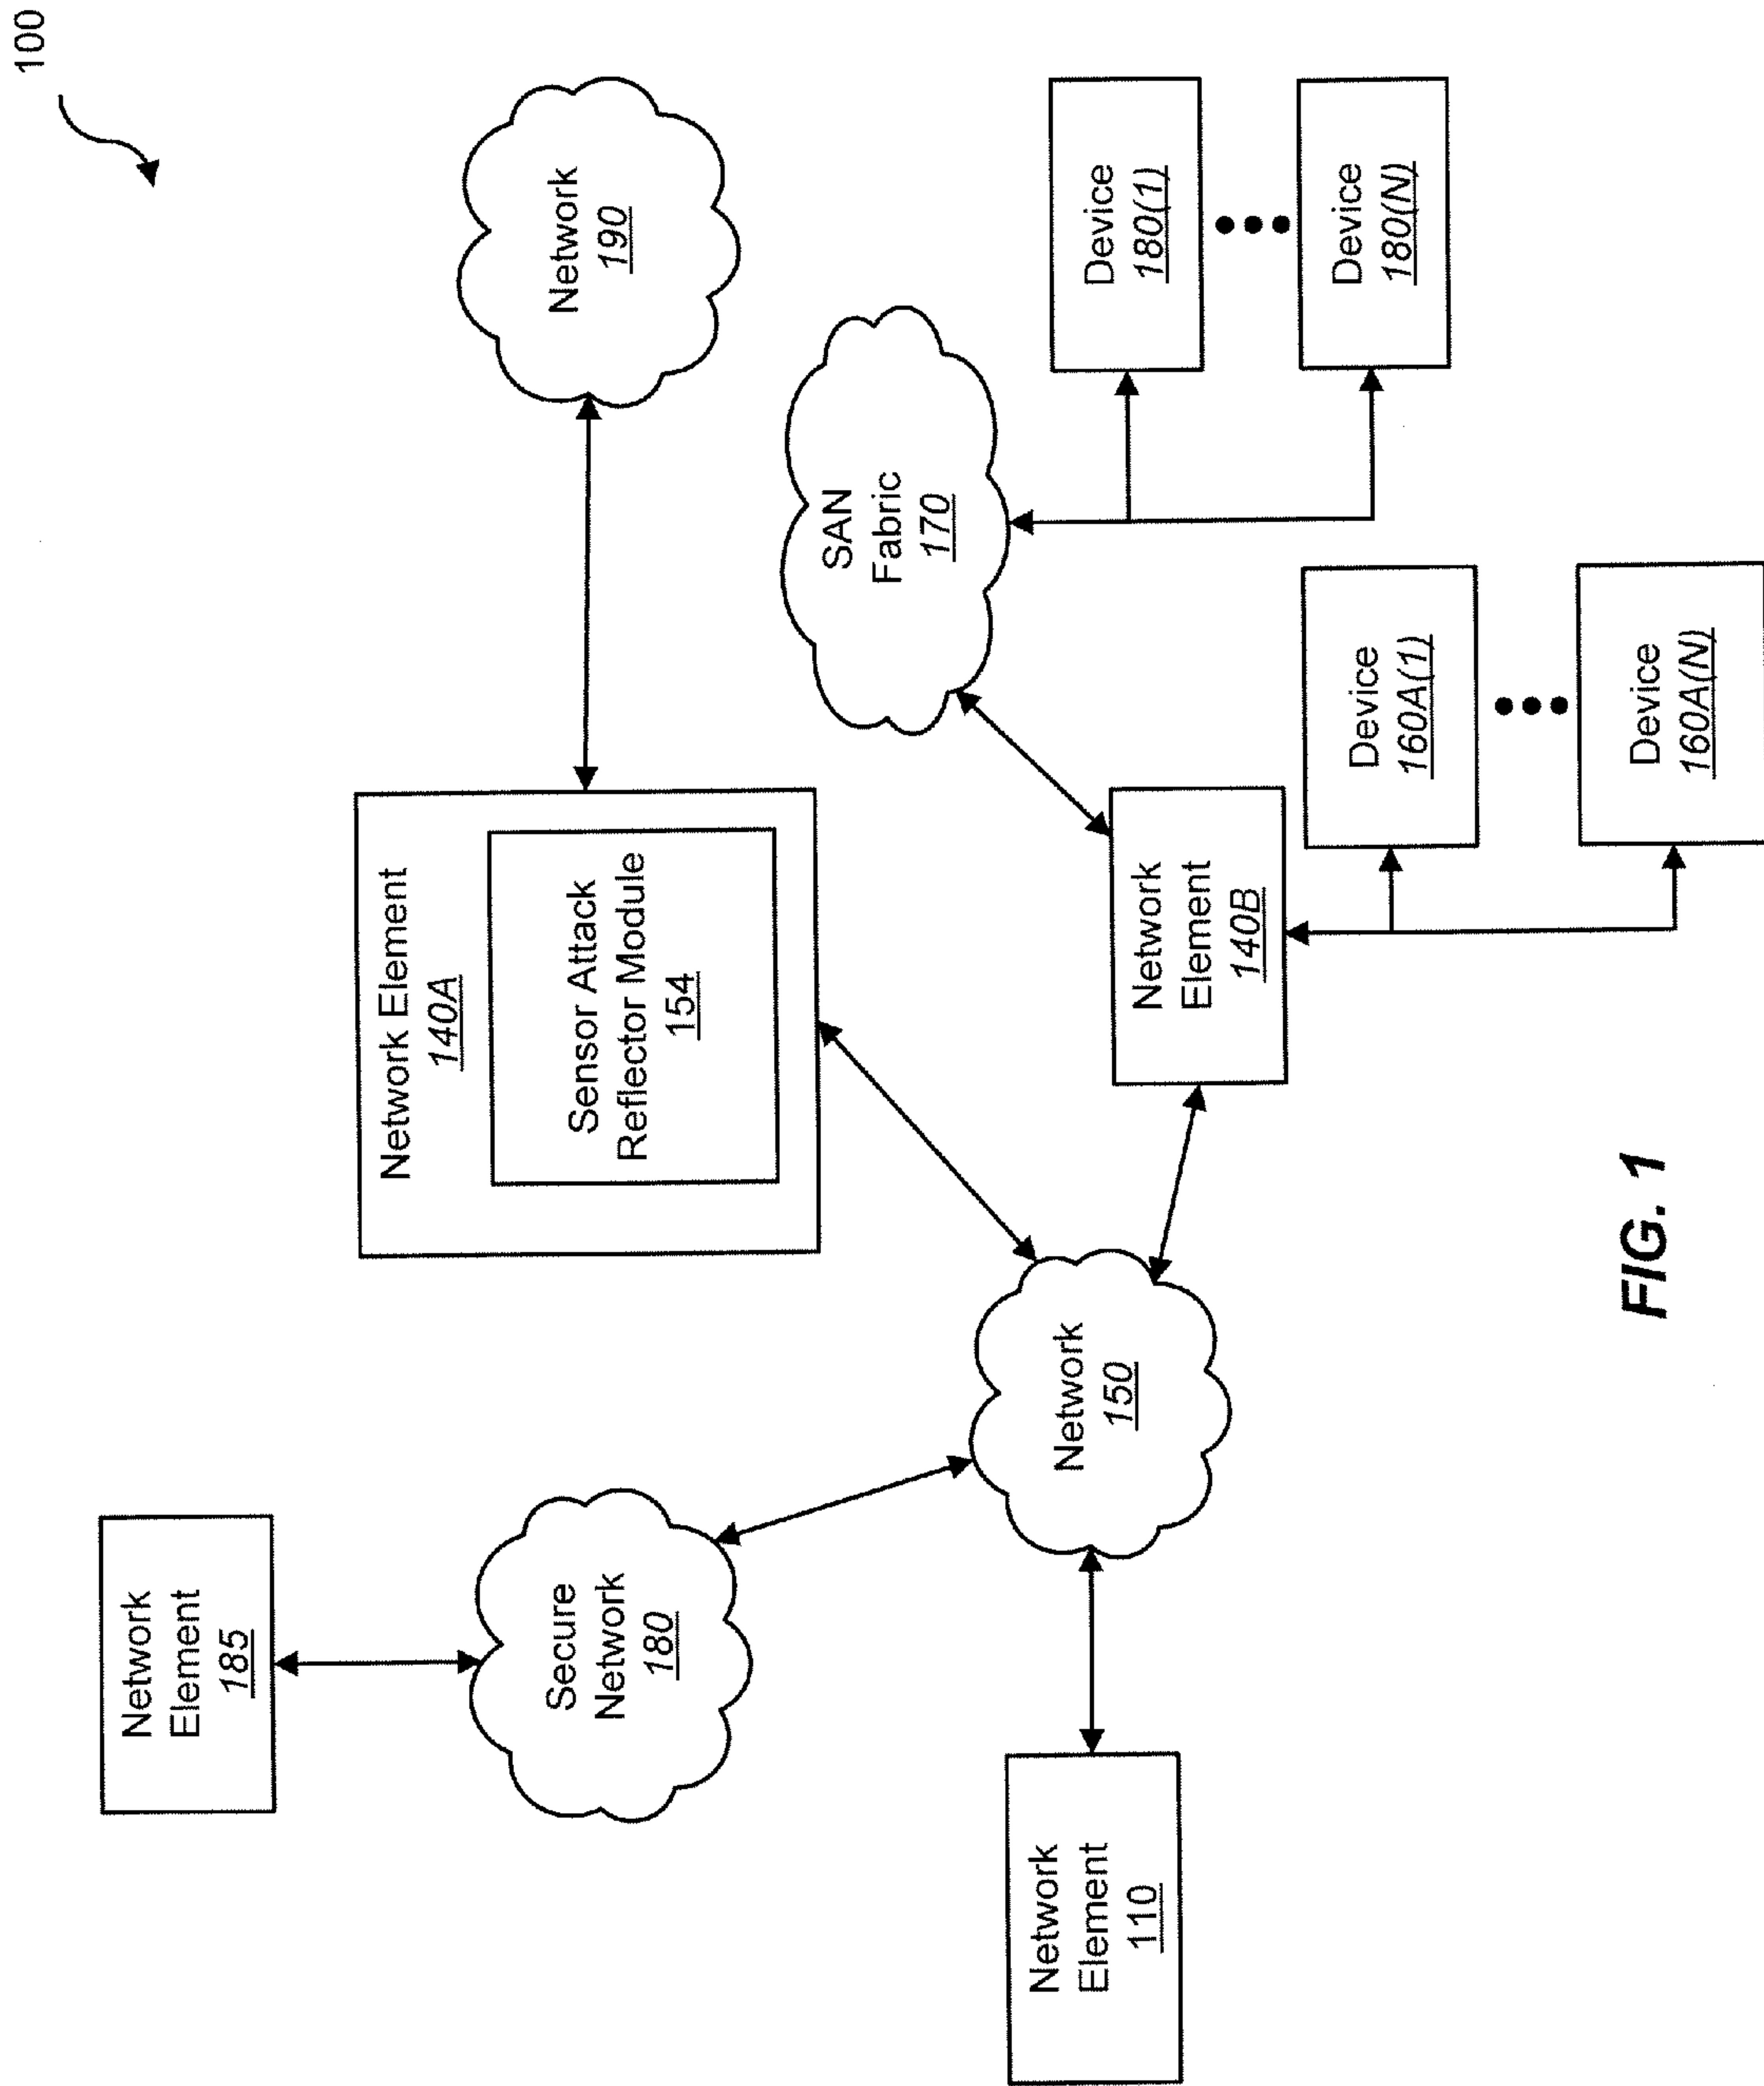 100
Network
Element
185
Secure
Network
180
Network Element
140A
Sensor Attack
Reflector Module
154
Network
190
Network
Element
110
Network
150
Network
Element
140B
SAN
Fabric
170
Device
180(1)
Device
180(N)
Device
160A(1)
Device
160A(N)
FIG. 1